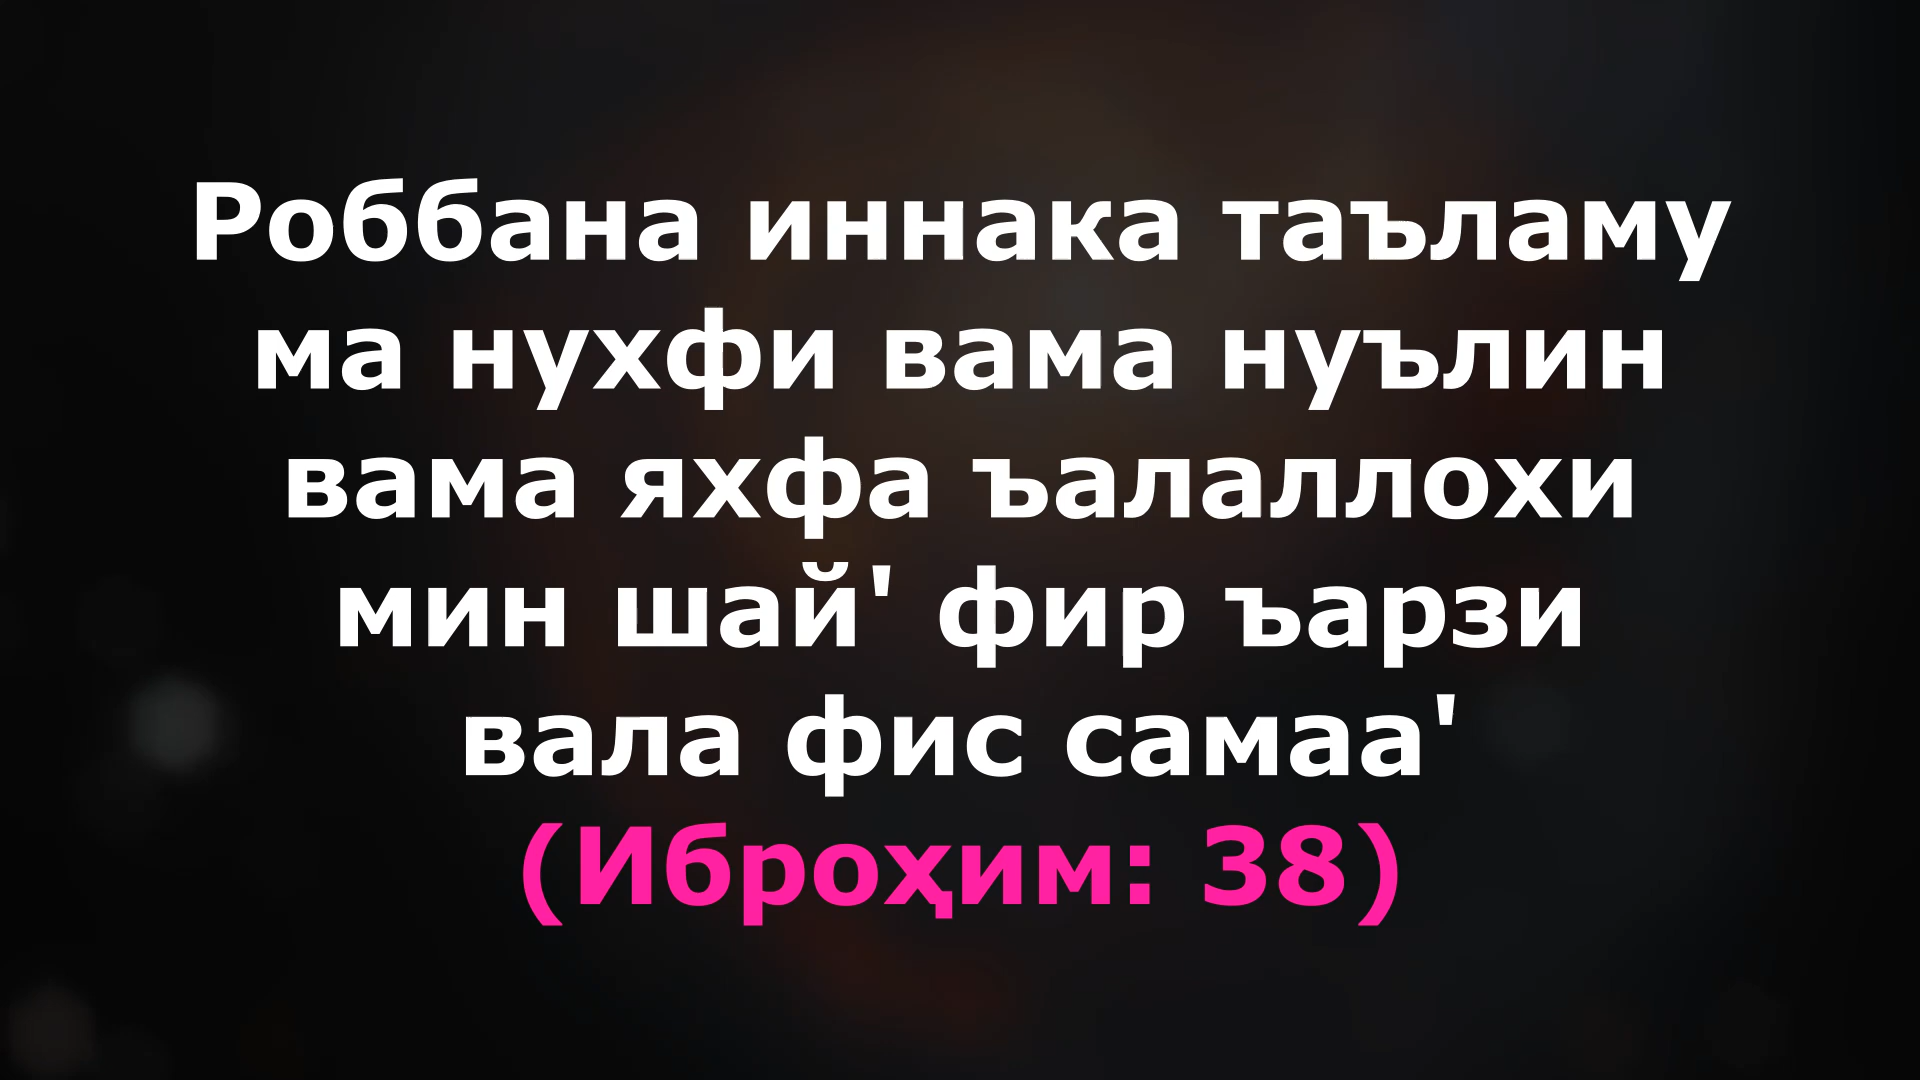 Роббана иннака таъламу
ма нухфи вама нуълин
вама яхфа ъалаллохи
мин шай' фир ъарзи
вала фис самаа'
(Иброҳим: 38)